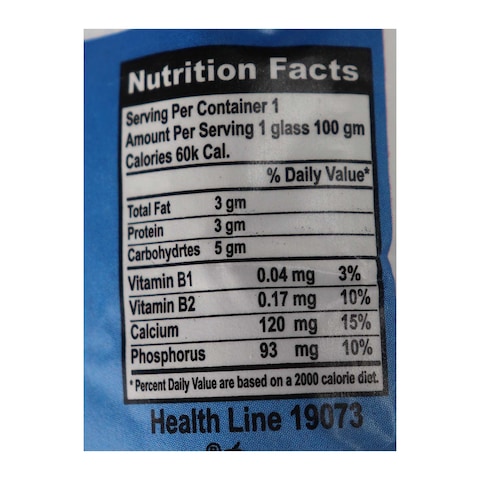 Nutrition Facts
Serving Per Container 1
Amount Per Serving 1 glass 100 gm
Calories 60k Cal.
% Daily Value*
Total Fat 3 gm
Protein 3 gm
Carbohydrtes 5 gm
Vitamin B1 0.04 mg 3%
Vitamin B2 0.17 mg 10%
Calcium 120 mg 15%
Phosphorus 93 mg 10%
*Percent Daily Value are based on a 2000 calorie diet.
Health Line 19073